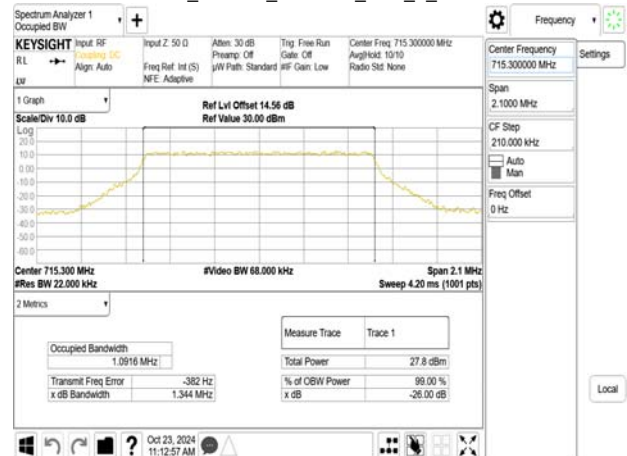 Spectrum Analyzer 1
Occupied BW
+
Frequency
KEYSIGHT
RL
Input: RF
Coupling: DC
Align: Auto
Input Z: 50 Ω
Freq Ref: Int (S)
NFE: Adaptive
Atten: 30 dB
Preamp: Off
µW Path: Standard
Trig: Free Run
Gate: Off
#IF Gain: Low
Center Freq: 715.300000 MHz
Avg|Hold: 10/10
Radio Std: None
Center Frequency
715.300000 MHz
Settings
Span
2.1000 MHz
CF Step
210.000 kHz
Auto
Man
Freq Offset
0 Hz
Local
1 Graph
Scale/Div 10.0 dB
Ref Lvl Offset 14.56 dB
Ref Value 30.00 dBm
Log
20.0
10.0
0.00
-10.0
-20.0
-30.0
-40.0
-50.0
-60.0
Center 715.300 MHz
#Res BW 22.000 kHz
#Video BW 68.000 kHz
Span 2.1 MHz
Sweep 4.20 ms (1001 pts)
2 Metrics
Measure Trace Trace 1
Occupied Bandwidth
1.0916 MHz
Total Power 27.8 dBm
Transmit Freq Error -382 Hz
% of OBW Power 99.00 %
x dB Bandwidth 1.344 MHz
x dB -26.00 dB
?
Oct 23, 2024
11:12:57 AM